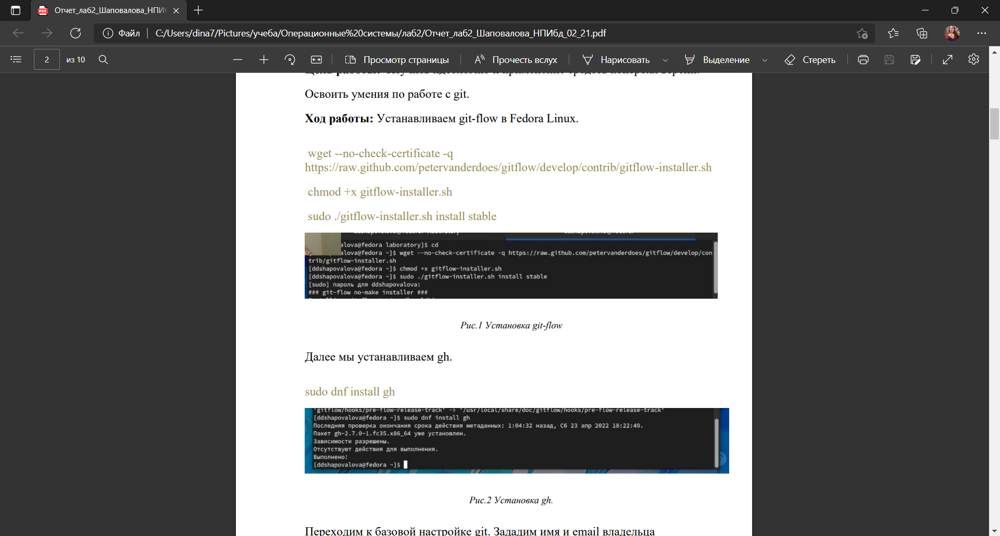 Отчет_лаб2_Шаповалова_НПИб
Файл
C:/Users/dina7/Pictures/учеба/Операционные%20системы/лаб2/Отчет_лаб2_Шаповалова_НПИбд_02_21.pdf
2 из 10
Просмотр страницы
Прочесть вслух
Нарисовать
Выделение
Стереть
Освоить умения по работе с git.
Ход работы: Устанавливаем git-flow в Fedora Linux.
wget --no-check-certificate -q
https://raw.github.com/petervanderdoes/gitflow/develop/contrib/gitflow-installer.sh
chmod +x gitflow-installer.sh
sudo ./gitflow-installer.sh install stable
alova@fedora laboratory]$ cd
alova@fedora ~]$ wget --no-check-certificate -q https://raw.github.com/petervanderdoes/gitflow/develop/con
trib/gitflow-installer.sh
[ddshapovalova@fedora ~]$ chmod +x gitflow-installer.sh
[ddshapovalova@fedora ~]$ sudo ./gitflow-installer.sh install stable
[sudo] пароль для ddshapovalova:
### git-flow no-make installer ###
Рис.1 Установка git-flow
Далее мы устанавливаем gh.
sudo dnf install gh
'gitflow/hooks/pre-flow-release-track' -> '/usr/local/share/doc/gitflow/hooks/pre-flow-release-track'
[ddshapovalova@fedora ~]$ sudo dnf install gh
Последняя проверка окончания срока действия метаданных: 1:04:32 назад, Сб 23 апр 2022 18:22:49.
Пакет gh-2.7.0-1.fc35.x86_64 уже установлен.
Зависимости разрешены.
Отсутствуют действия для выполнения.
Выполнено!
[ddshapovalova@fedora ~]$
Рис.2 Установка gh.
Переходим к базовой настройке git. Зададим имя и email владельца